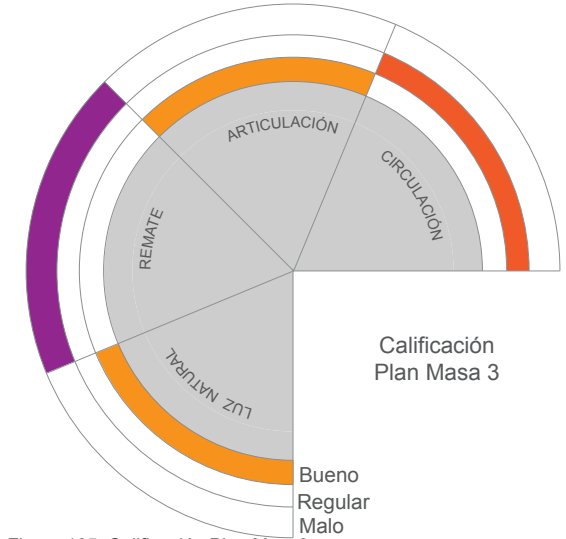 ARTICULACIÓN
CIRCULACIÓN
REMATE
LUZ NATURAL
Calificación
Plan Masa 3
Bueno
Regular
Malo